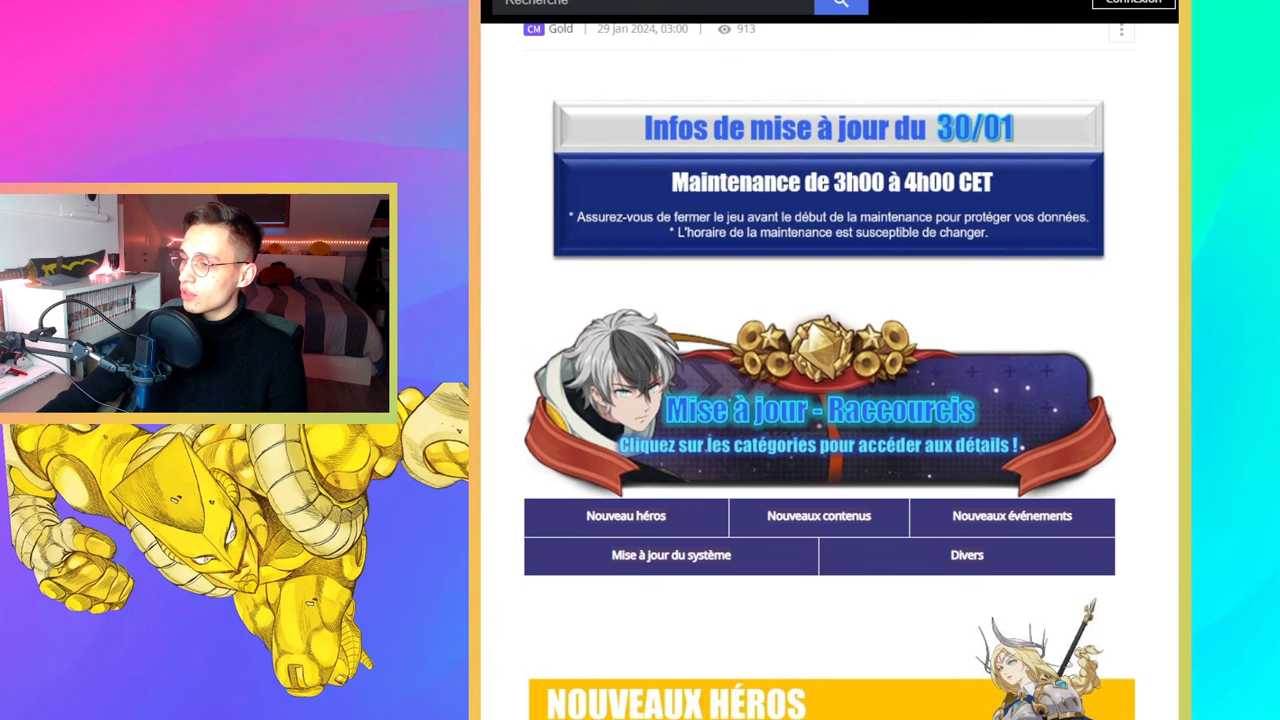 Recherche
Connexion
CM Gold | 29 jan 2024, 03:00 | 913
Infos de mise à jour du 30/01
Maintenance de 3h00 à 4h00 CET
* Assurez-vous de fermer le jeu avant le début de la maintenance pour protéger vos données.
* L'horaire de la maintenance est susceptible de changer.
Mise à jour - Raccourcis
Cliquez sur les catégories pour accéder aux détails !
Nouveau héros
Nouveaux contenus
Nouveaux événements
Mise à jour du système
Divers
NOUVEAUX HÉROS